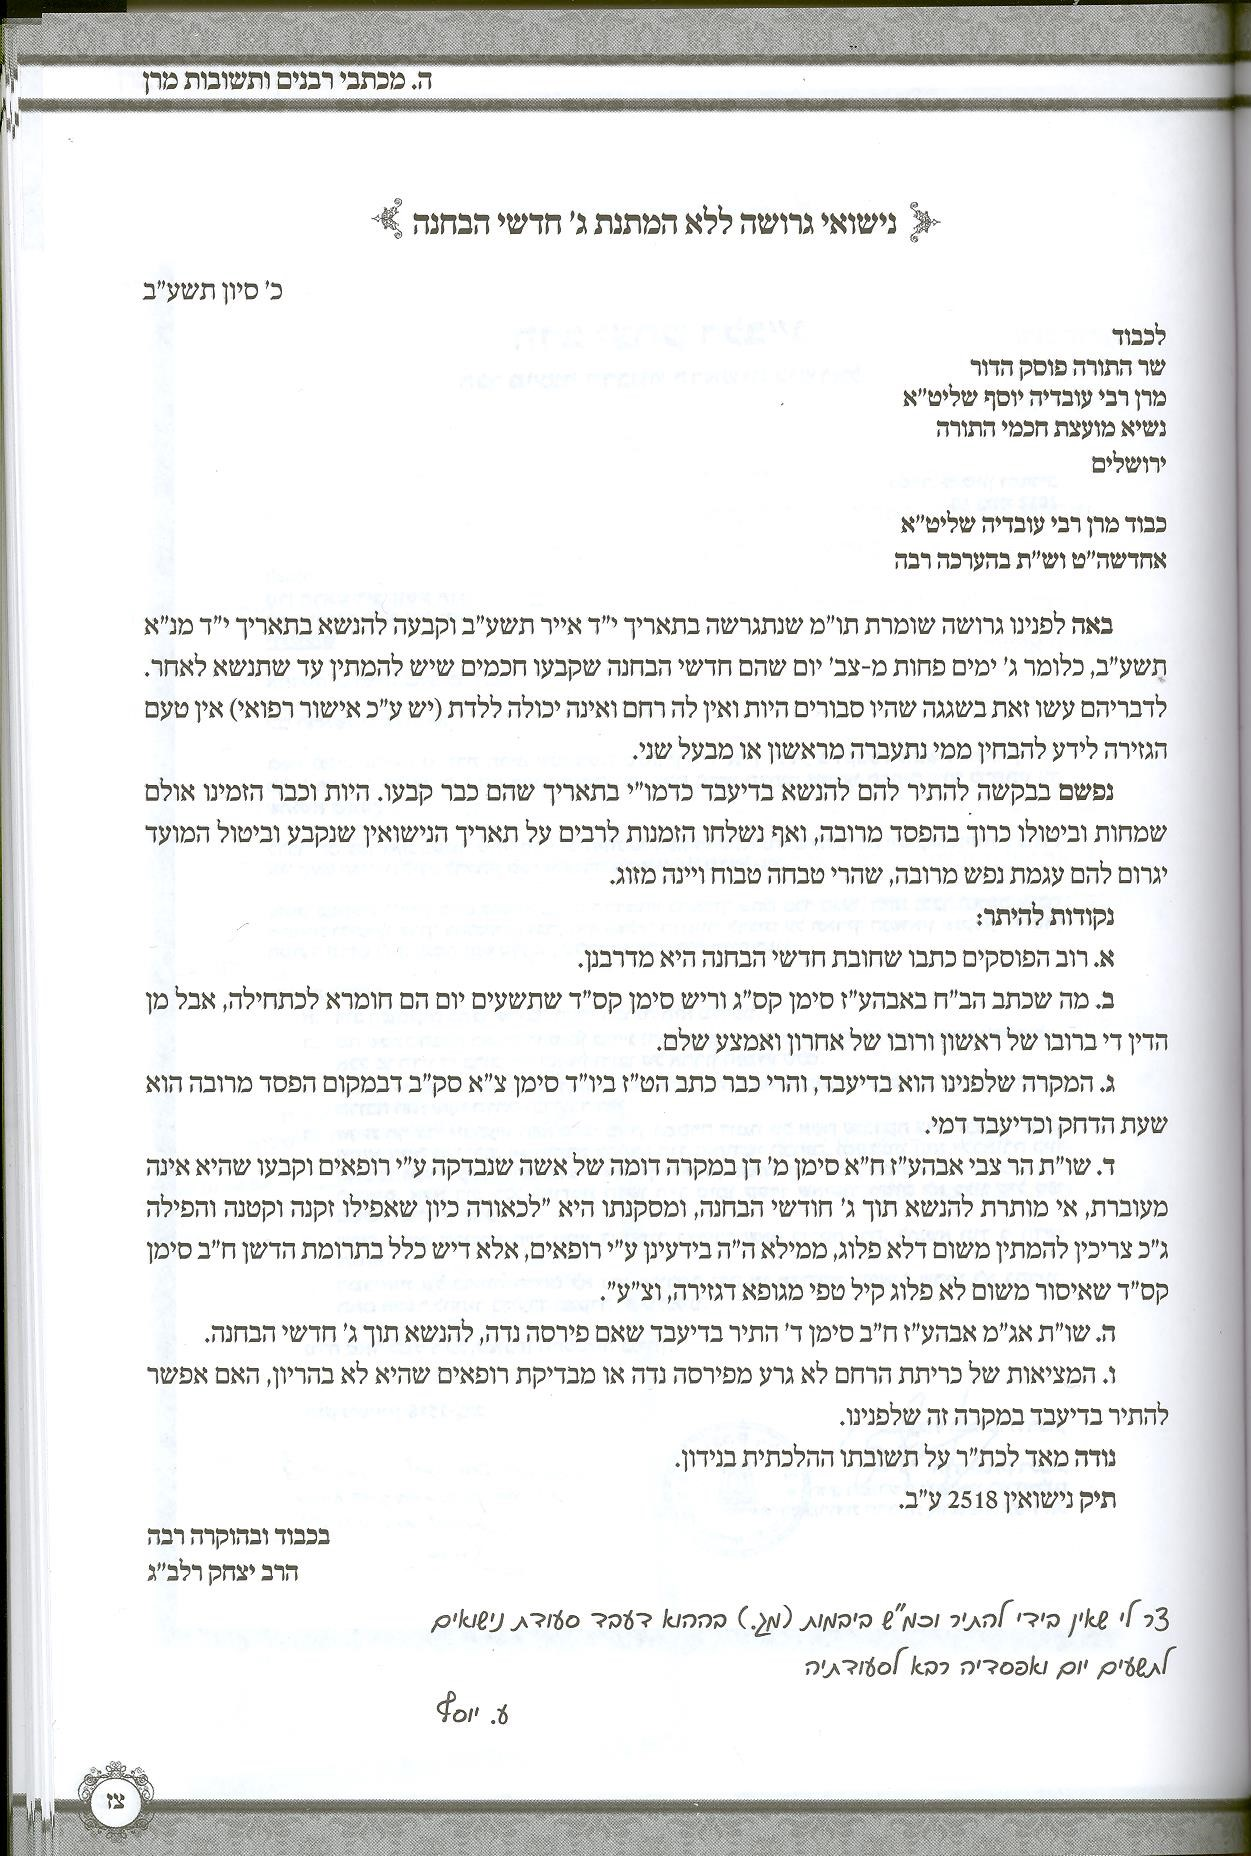 ה. מכתבי רבנים ותשובות מרן
נישואי גרושה ללא המתנת ג' חדשי הבחנה
כ' סיון תשע"ב
לכבוד
שר התורה פוסק הדור
מרן רבי עובדיה יוסף שליט"א
נשיא מועצת חכמי התורה
ירושלים
כבוד מרן רבי עובדיה שליט"א
אחדשה"ט וש"ת בהערכה רבה
באה לפנינו גרושה שומרת תו"מ שנתגרשה בתאריך י"ד אייר תשע"ב וקבעה להנשא בתאריך י"ד מנ"א
תשע"ב, כלומר ג' ימים פחות מ-צב' יום שהם חדשי הבחנה שקבעו חכמים שיש להמתין עד שתנשא לאחר.
לדבריהם עשו זאת בשגגה שהיו סבורים היות ואין לה רחם ואינה יכולה ללדת (יש ע"כ אישור רפואי) אין טעם
הגזירה לידע להבחין ממי נתעברה מראשון או מבעל שני.
נפשם בבקשה להתיר להם להנשא בדיעבד כדמו"י בתאריך שהם כבר קבעו. היות וכבר הזמינו אולם
שמחות וביטולו כרוך בהפסד מרובה, ואף נשלחו הזמנות לרבים על תאריך הנישואין שנקבע וביטול המועד
יגרום להם עגמת נפש מרובה, שהרי טבחה טבוח ויינה מזוג.
נקודות להיתר:
א. רוב הפוסקים כתבו שחובת חדשי הבחנה היא מדרבנן.
ב. מה שכתב הב"ח באבהע"ז סימן קס"ג וריש סימן קס"ד שתשעים יום הם חומרא לכתחילה, אבל מן
הדין די ברובו של ראשון ורובו של אחרון ואמצע שלם.
ג. המקרה שלפנינו הוא בדיעבד, והרי כבר כתב הט"ז ביו"ד סימן צ"א סק"ב דבמקום הפסד מרובה הוא
שעת הדחק וכדיעבד דמי.
ד. שו"ת הר צבי אבהע"ז ח"א סימן מ' דן במקרה דומה של אשה שנבדקה ע"י רופאים וקבעו שהיא אינה
מעוברת, אי מותרת להנשא תוך ג' חודשי הבחנה, ומסקנתו היא "לכאורה כיון שאפילו זקנה וקטנה והפילה
ג"כ צריכין להמתין משום דלא פלוג, ממילא ה"ה בידעינן ע"י רופאים, אלא דיש כלל בתרומת הדשן ח"ב סימן
קס"ד שאיסור משום לא פלוג קיל טפי מגופא דגזירה, וצ"ע".
ה. שו"ת אג"מ אבהע"ז ח"ב סימן ד' התיר בדיעבד שאם פירסה נדה, להנשא תוך ג' חדשי הבחנה.
ו. המציאות של כריתת הרחם לא גרע מפירסה נדה או מבדיקת רופאים שהיא לא בהריון, האם אפשר
להתיר בדיעבד במקרה זה שלפנינו.
נודה מאד לכת"ר על תשובתו ההלכתית בנידון.
תיק נישואין 2518 ע"ב.
בכבוד ובהוקרה רבה
הרב יצחק רלב"ג
צר לי שאין בידי להתיר וכמ"ש ביבמות (מג.) בההוא דעבד סעודת נישואים
לתשעים יום ואפסדיה רבא לסעודתיה
ע. יוסף
צז